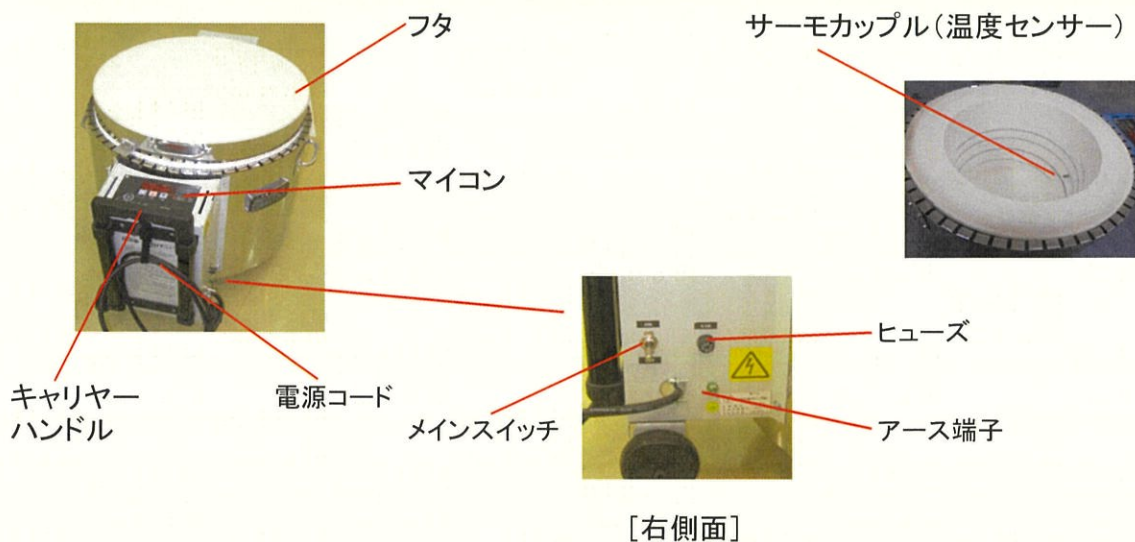 フタ
サーモカップル（温度センサー）
マイコン
ヒューズ
キャリヤー
ハンドル
電源コード
メインスイッチ
アース端子
[右側面]